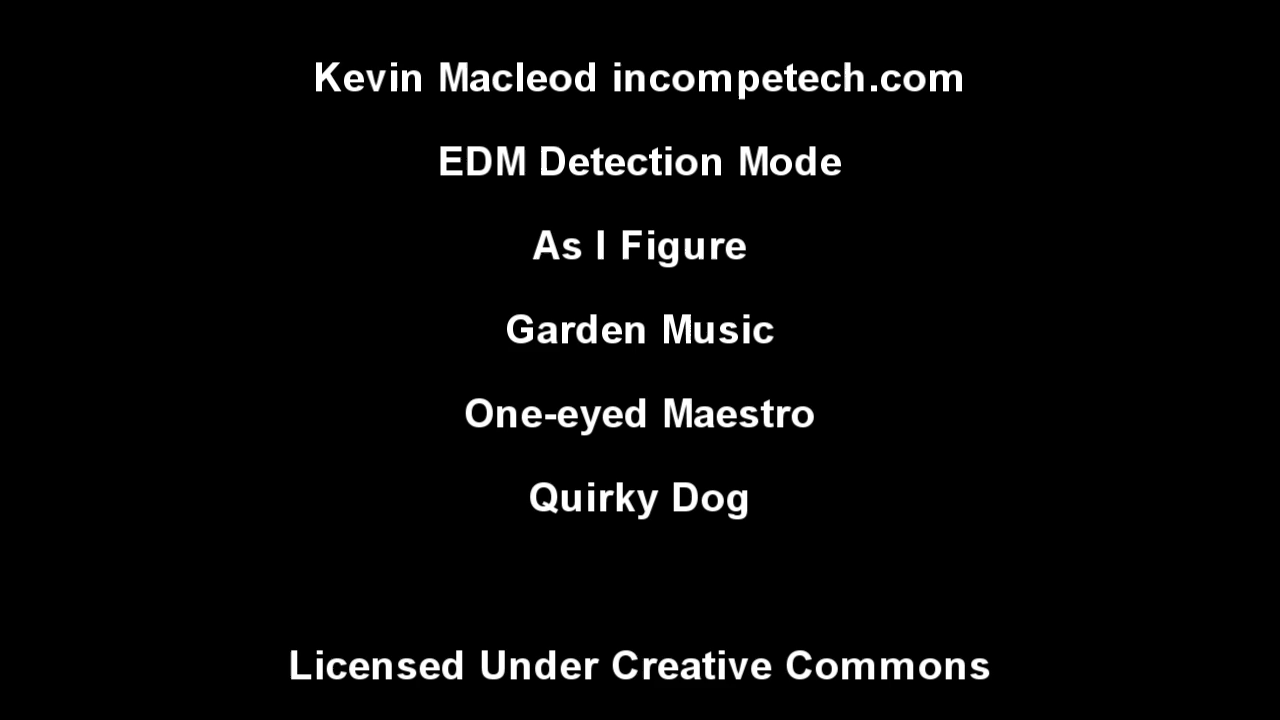 Kevin Macleod incompetech.com
EDM Detection Mode
As I Figure
Garden Music
One-eyed Maestro
Quirky Dog
Licensed Under Creative Commons